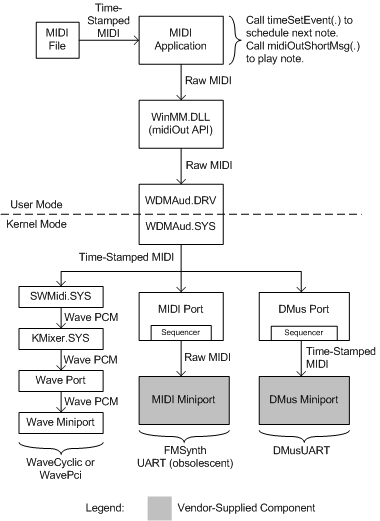 Time-
Stamped
MIDI
MIDI
File
MIDI
Application
Call timeSetEvent(.) to
schedule next note.
Call midiOutShortMsg(.)
to play note.
Raw MIDI
WinMM.DLL
(midiOut API)
Raw MIDI
WDMAud.DRV
User Mode
Kernel Mode
WDMAud.SYS
Time-Stamped MIDI
SWMidi.SYS
Wave PCM
KMixer.SYS
Wave PCM
Wave Port
Wave PCM
Wave Miniport
WaveCyclic or
WavePci
MIDI Port
Sequencer
Raw MIDI
MIDI Miniport
FMSynth
UART (obsolescent)
DMus Port
Sequencer
Time-Stamped
MIDI
DMus Miniport
DMusUART
Legend:
Vendor-Supplied Component